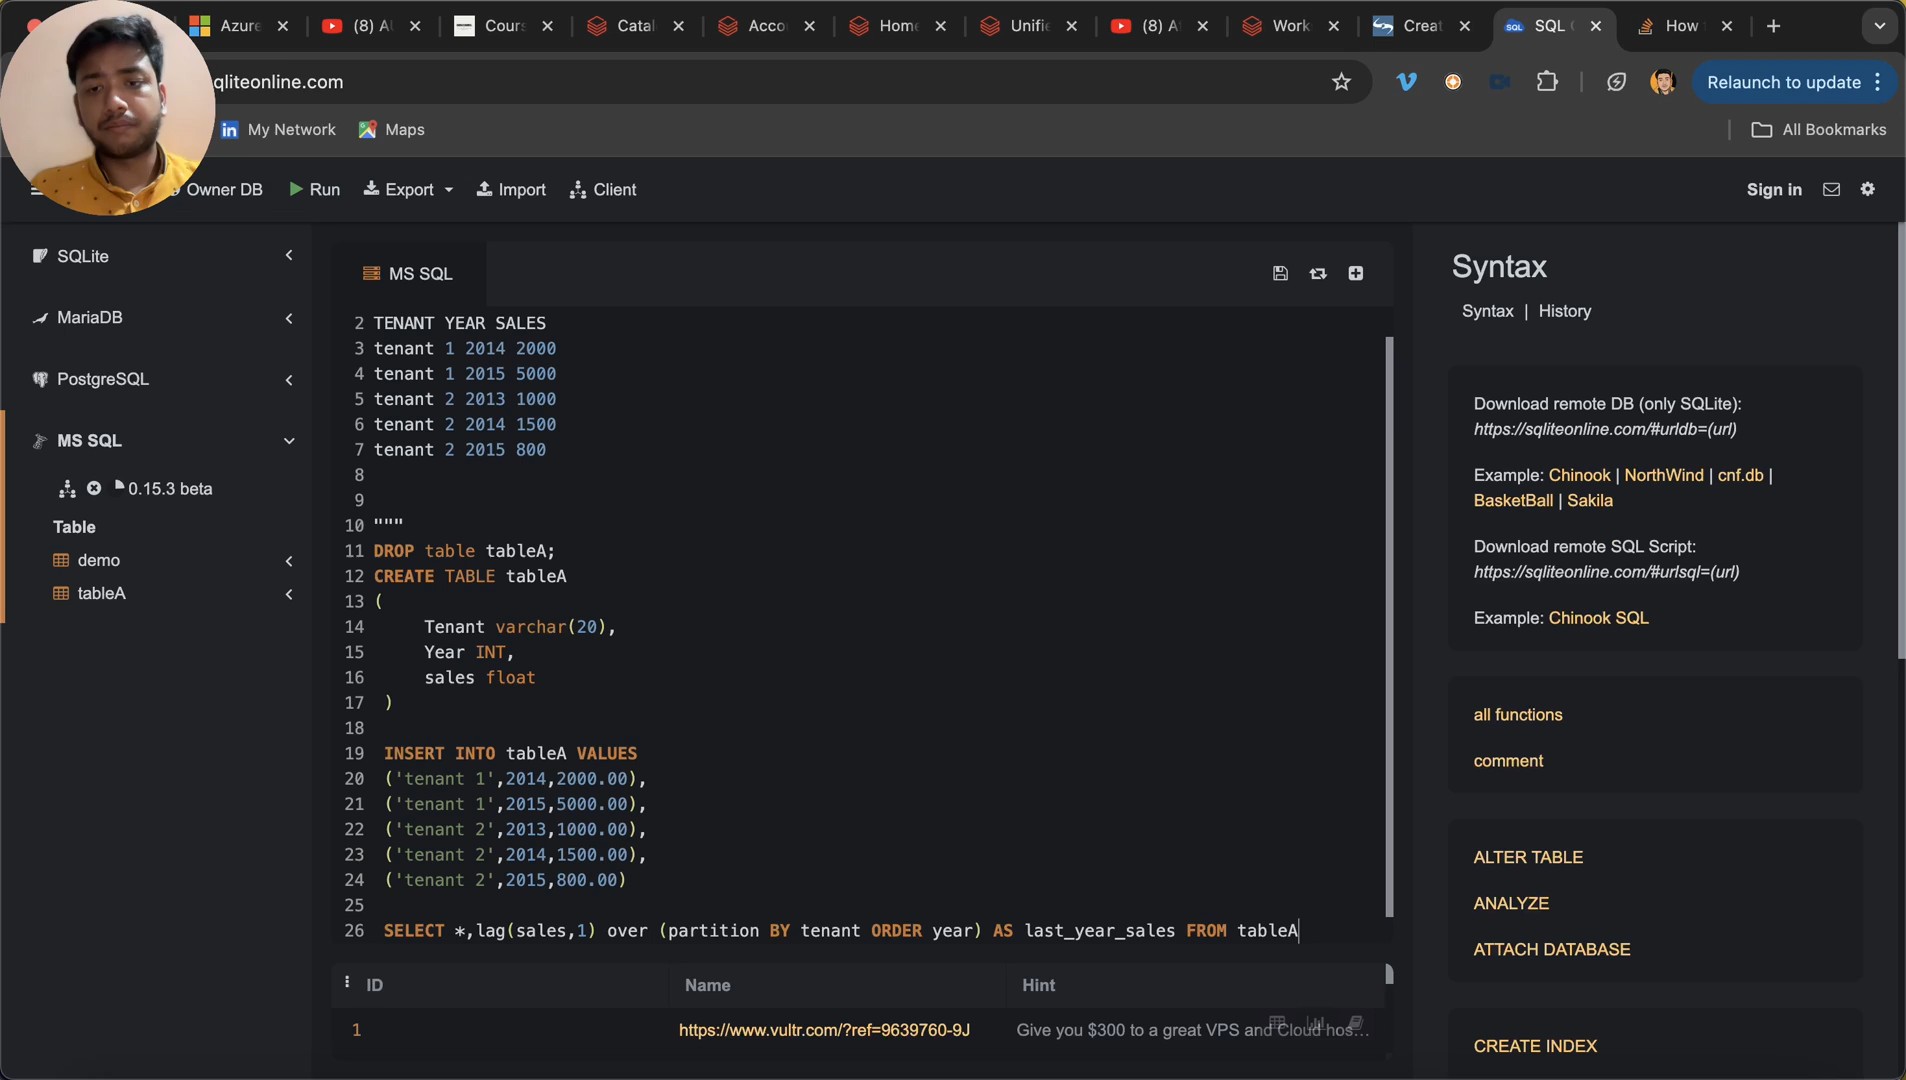 Azure
(8) A
Cours
Catal
Acco
Home
Unifie
(8) A
Work
Creat
SQL
How
qliteonline.com
Relaunch to update
My Network
Maps
All Bookmarks
Owner DB
Run
Export
Import
Client
Sign in
SQLite
MariaDB
PostgreSQL
MS SQL
0.15.3 beta
Table
demo
tableA
MS SQL
2 TENANT YEAR SALES
3 tenant 1 2014 2000
4 tenant 1 2015 5000
5 tenant 2 2013 1000
6 tenant 2 2014 1500
7 tenant 2 2015 800
8
9
10 """
11 DROP table tableA;
12 CREATE TABLE tableA
13 (
14 Tenant varchar(20),
15 Year INT,
16 sales float
17 )
18
19 INSERT INTO tableA VALUES
20 ('tenant 1',2014,2000.00),
21 ('tenant 1',2015,5000.00),
22 ('tenant 2',2013,1000.00),
23 ('tenant 2',2014,1500.00),
24 ('tenant 2',2015,800.00)
25
26 SELECT *,lag(sales,1) over (partition BY tenant ORDER year) AS last_year_sales FROM tableA
ID Name Hint
1 https://www.vultr.com/?ref=9639760-9J Give you $300 to a great VPS and Cloud hos…
Syntax
Syntax | History
Download remote DB (only SQLite):
https://sqliteonline.com/#urldb=(url)
Example: Chinook | NorthWind | cnf.db |
BasketBall | Sakila
Download remote SQL Script:
https://sqliteonline.com/#urlsql=(url)
Example: Chinook SQL
all functions
comment
ALTER TABLE
ANALYZE
ATTACH DATABASE
CREATE INDEX